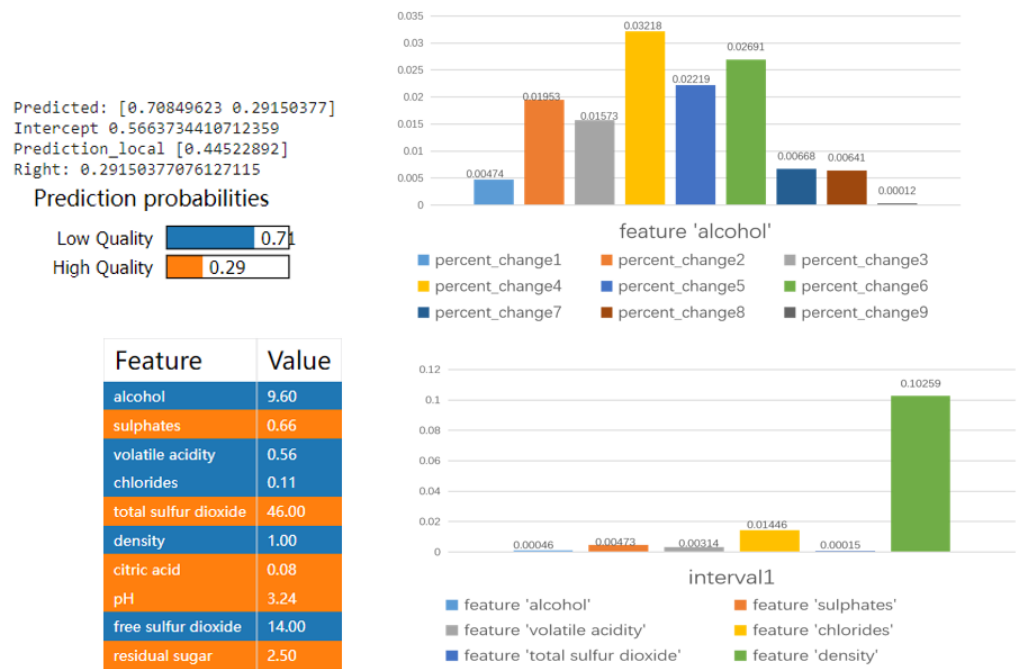 Predicted: [0.70849623 0.29150377]
Intercept 0.5663734410712359
Prediction_local [0.44522892]
Right: 0.29150377076127115
Prediction probabilities
Low Quality 0.71
High Quality 0.29
Feature Value
alcohol 9.60
sulphates 0.66
volatile acidity 0.56
chlorides 0.11
total sulfur dioxide 46.00
density 1.00
citric acid 0.08
pH 3.24
free sulfur dioxide 14.00
residual sugar 2.50
0.035
0.03
0.025
0.02
0.015
0.01
0.005
0
0.00474
0.01953
0.01573
0.03218
0.02219
0.02691
0.00668
0.00641
0.00012
feature 'alcohol'
percent_change1 percent_change2 percent_change3
percent_change4 percent_change5 percent_change6
percent_change7 percent_change8 percent_change9
0.12
0.1
0.08
0.06
0.04
0.02
0
0.00046
0.00473
0.00314
0.01446
0.00015
0.10259
interval1
feature 'alcohol' feature 'sulphates'
feature 'volatile acidity' feature 'chlorides'
feature 'total sulfur dioxide' feature 'density'